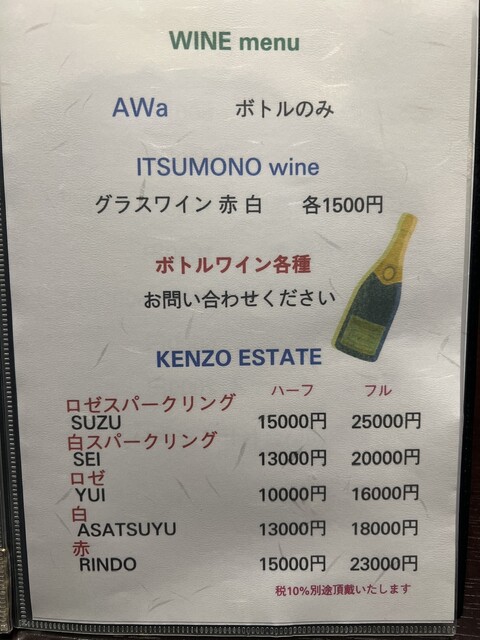 WINE menu
AWa ボトルのみ
ITSUMONO wine
グラスワイン 赤 白 各1500円
ボトルワイン各種
お問い合わせください
KENZO ESTATE
ハーフ フル
ロゼスパークリング
SUZU 15000円 25000円
白スパークリング
SEI 13000円 20000円
ロゼ
YUI 10000円 16000円
白
ASATSUYU 13000円 18000円
赤
RINDO 15000円 23000円
税10%別途頂戴いたします